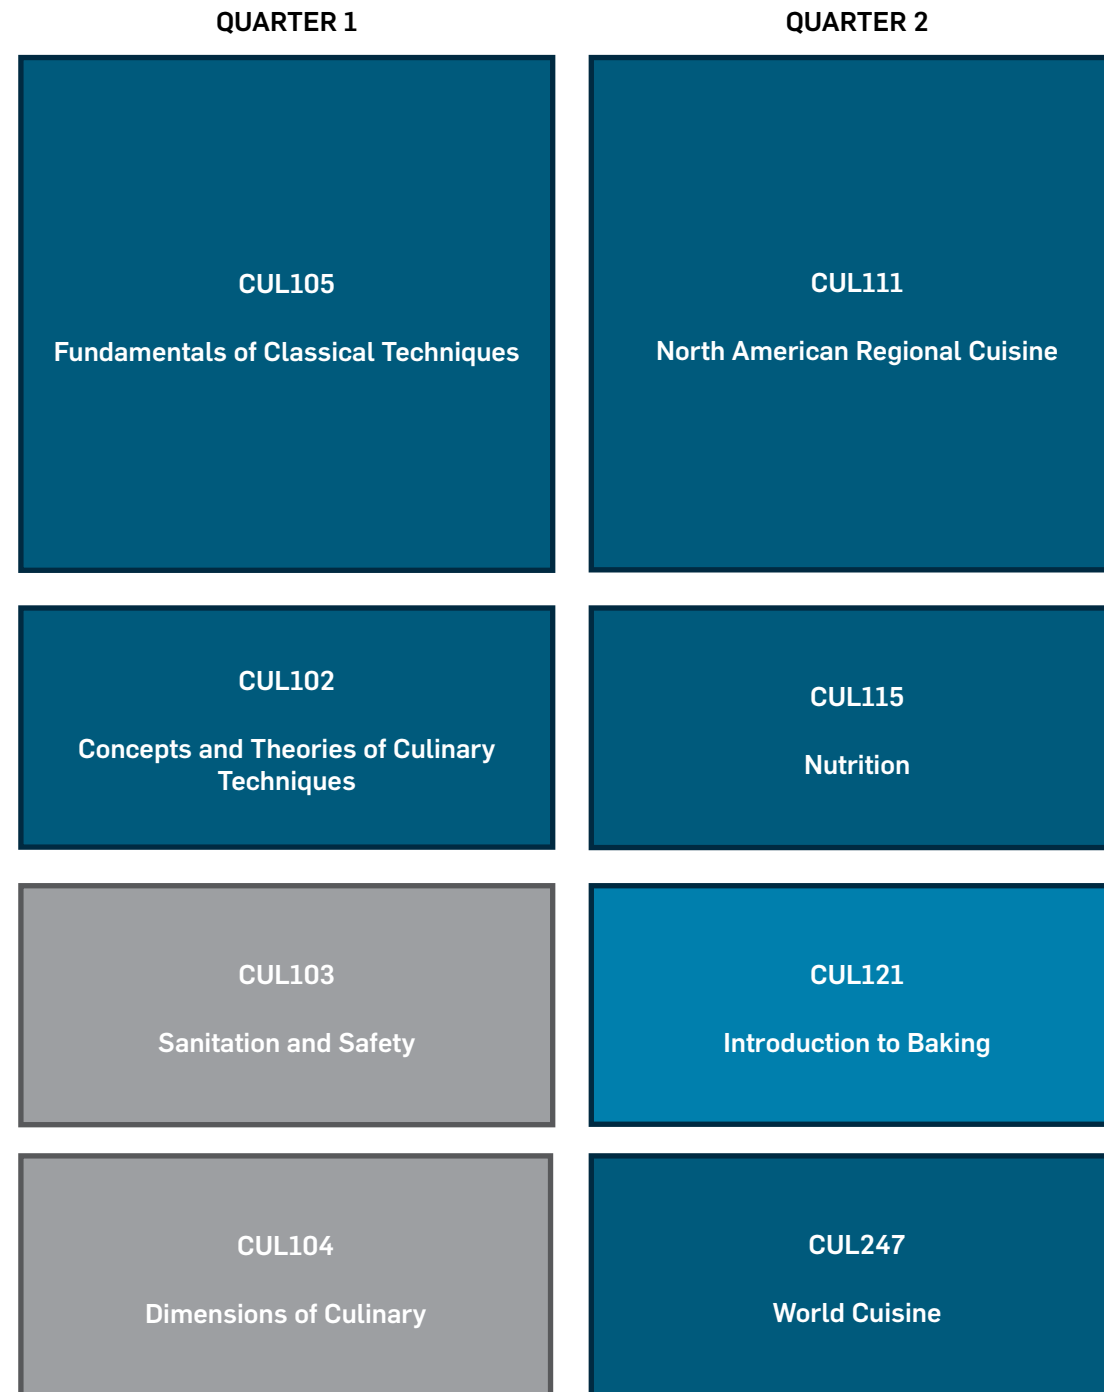 QUARTER 1
CUL105
Fundamentals of Classical Techniques
CUL102
Concepts and Theories of Culinary
Techniques
CUL103
Sanitation and Safety
CUL104
Dimensions of Culinary
QUARTER 2
CUL111
North American Regional Cuisine
CUL115
Nutrition
CUL121
Introduction to Baking
CUL247
World Cuisine